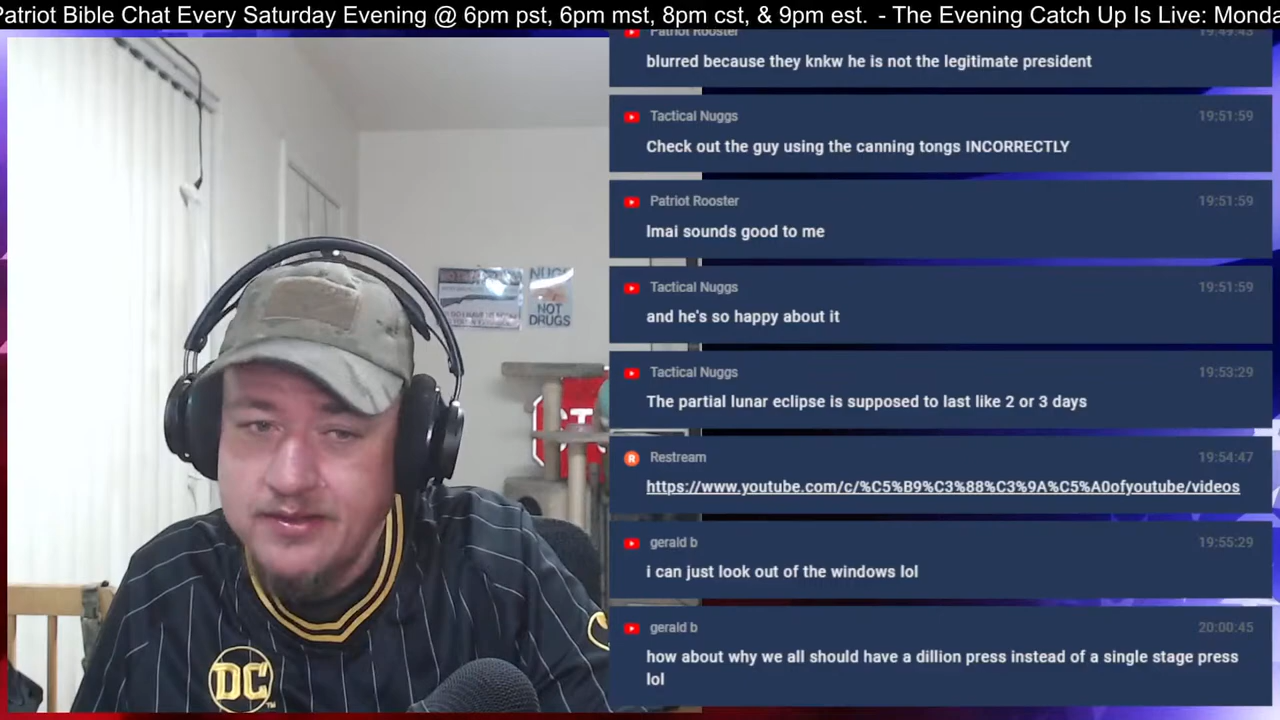 Patriot Bible Chat Every Saturday Evening @ 6pm pst, 6pm mst, 8pm cst, & 9pm est. - The Evening Catch Up Is Live: Monda
Patriot Rooster 19:49:43
blurred because they knkw he is not the legitimate president
Tactical Nuggs 19:51:59
Check out the guy using the canning tongs INCORRECTLY
Patriot Rooster 19:51:59
lmai sounds good to me
Tactical Nuggs 19:51:59
and he's so happy about it
Tactical Nuggs 19:53:29
The partial lunar eclipse is supposed to last like 2 or 3 days
Restream 19:54:47
https://www.youtube.com/c/%C5%B9%C3%88%C3%9A%C5%A0ofyoutube/videos
gerald b 19:55:29
i can just look out of the windows lol
gerald b 20:00:45
how about why we all should have a dillion press instead of a single stage press
lol
NUGS
NOT
DRUGS
DC